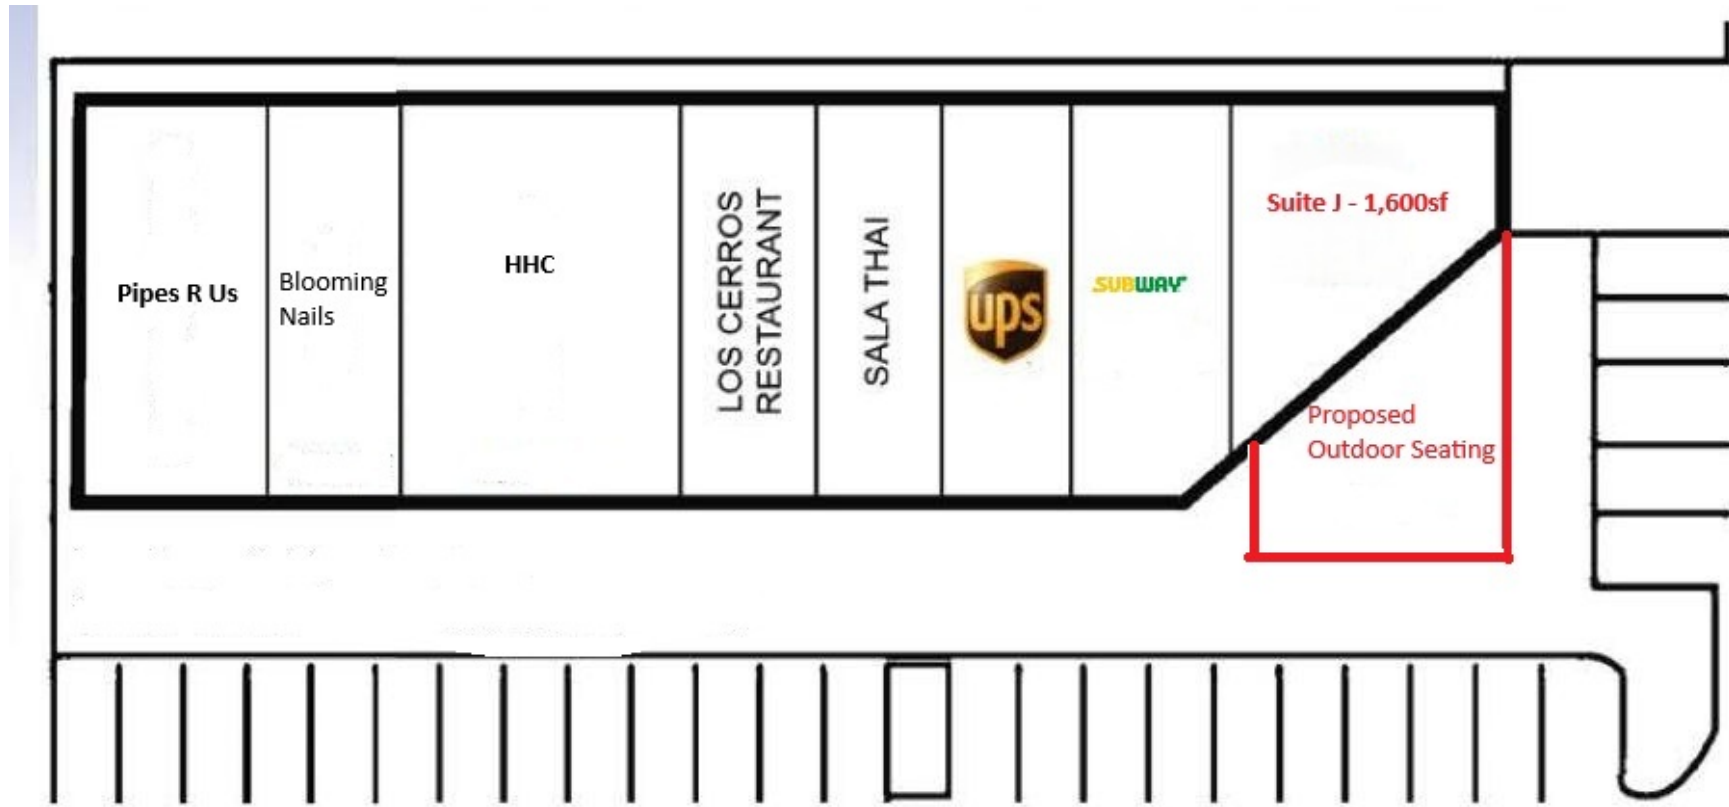 Pipes R Us
Blooming
Nails
HHC
LOS CERROS
RESTAURANT
SALA THAI
ups
SUBWAY
Suite J - 1,600sf
Proposed
Outdoor Seating